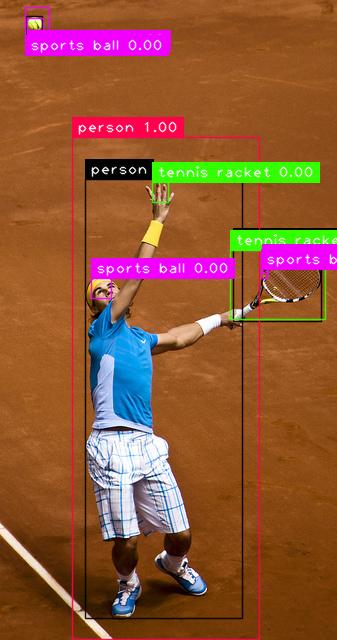 sports ball 0.00
person 1.00
person
tennis racket 0.00
tennis racke
sports ball 0.00
sports b